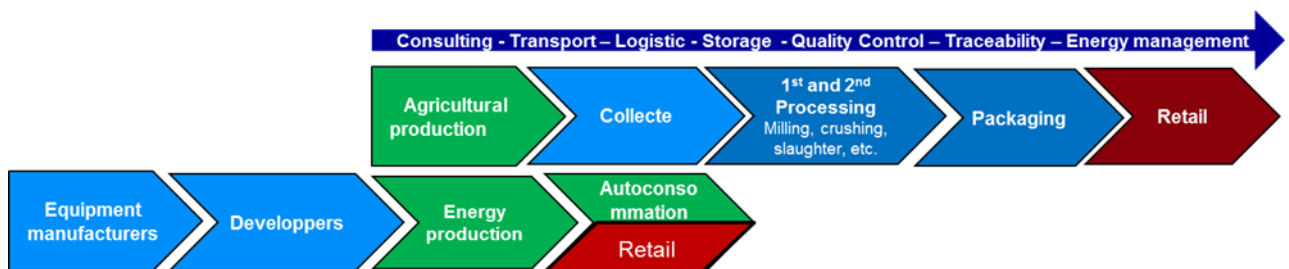 Consulting - Transport – Logistic - Storage - Quality Control – Traceability – Energy management
Agricultural
production
Collecte
1st and 2nd
Processing
Milling, crushing,
slaughter, etc.
Packaging
Retail
Equipment
manufacturers
Developpers
Energy
production
Autoconso
mmation
Retail